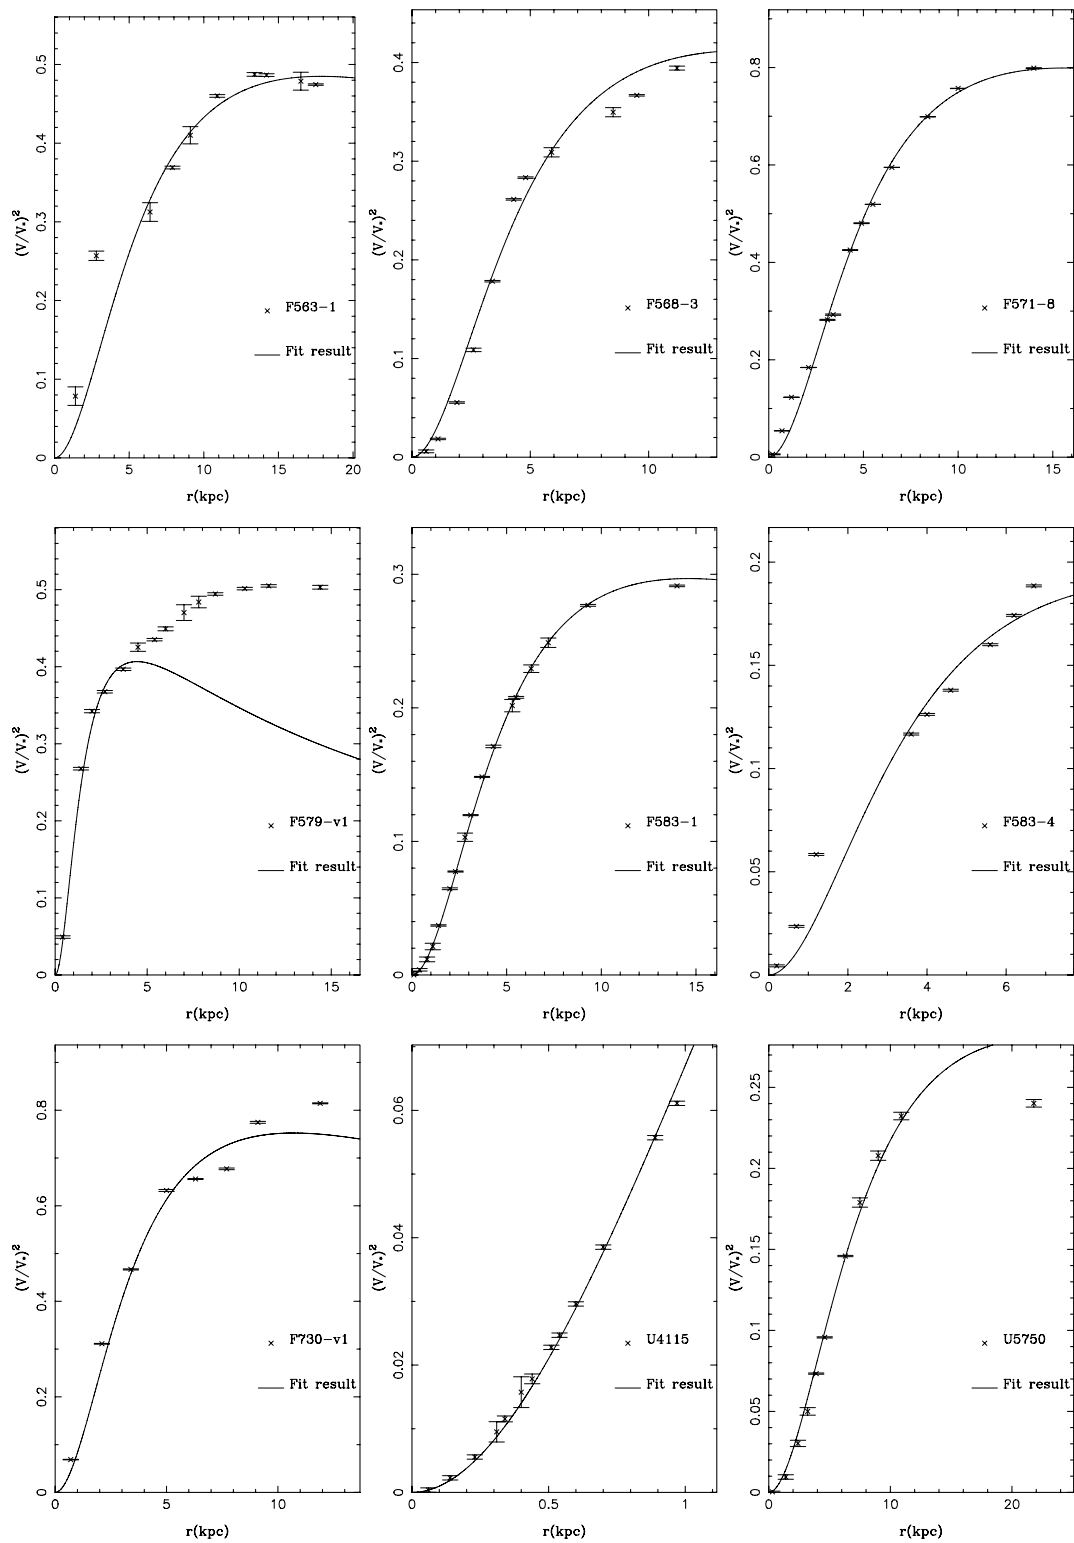 0.5
0.4
0.3
0.2
0.1
0
(V/V*)²
× F563-1
— Fit result
0 5 10 15 20
r(kpc)
0.4
0.3
0.2
0.1
0
(V/V*)²
× F568-3
— Fit result
0 5 10
r(kpc)
0.8
0.6
0.4
0.2
0
(V/V*)²
× F571-8
— Fit result
0 5 10 15
r(kpc)
0.5
0.4
0.3
0.2
0.1
0
(V/V*)²
× F579-v1
— Fit result
0 5 10 15
r(kpc)
0.3
0.2
0.1
0
(V/V*)²
× F583-1
— Fit result
0 5 10 15
r(kpc)
0.2
0.15
0.1
0.05
0
(V/V*)²
× F583-4
— Fit result
0 2 4 6
r(kpc)
0.8
0.6
0.4
0.2
0
(V/V*)²
× F730-v1
— Fit result
0 5 10
r(kpc)
0.06
0.04
0.02
0
(V/V*)²
× U4115
— Fit result
0 0.5 1
r(kpc)
0.25
0.2
0.15
0.1
0.05
0
(V/V*)²
× U5750
— Fit result
0 10 20
r(kpc)